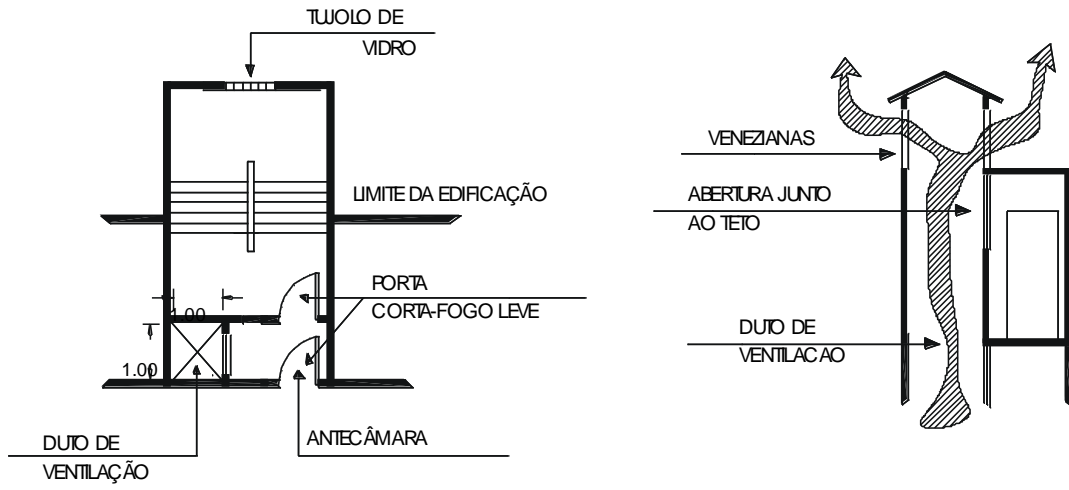 TIJOLO DE
VIDRO
LIMITE DA EDIFICAÇÃO
PORTA
CORTA-FOGO LEVE
1.00
1.00
DUTO DE
VENTILAÇÃO
ANTECÂMARA
VENEZIANAS
ABERTURA JUNTO
AO TETO
DUTO DE
VENTILACAO